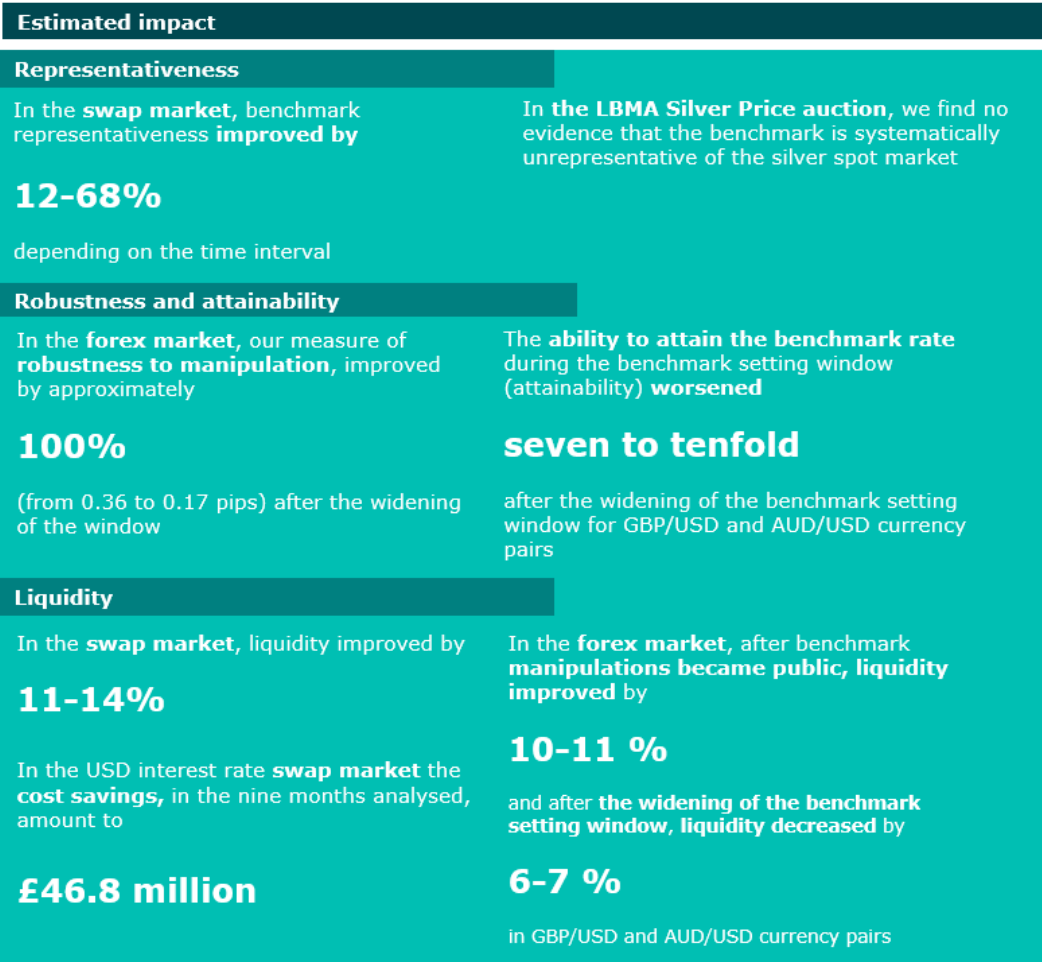 Estimated impact
Representativeness
In the swap market, benchmark
representativeness improved by
12-68%
depending on the time interval
In the LBMA Silver Price auction, we find no
evidence that the benchmark is systematically
unrepresentative of the silver spot market
Robustness and attainability
In the forex market, our measure of
robustness to manipulation, improved
by approximately
100%
(from 0.36 to 0.17 pips) after the widening
of the window
The ability to attain the benchmark rate
during the benchmark setting window
(attainability) worsened
seven to tenfold
after the widening of the benchmark setting
window for GBP/USD and AUD/USD currency
pairs
Liquidity
In the swap market, liquidity improved by
11-14%
In the USD interest rate swap market the
cost savings, in the nine months analysed,
amount to
£46.8 million
In the forex market, after benchmark
manipulations became public, liquidity
improved by
10-11 %
and after the widening of the benchmark
setting window, liquidity decreased by
6-7 %
in GBP/USD and AUD/USD currency pairs